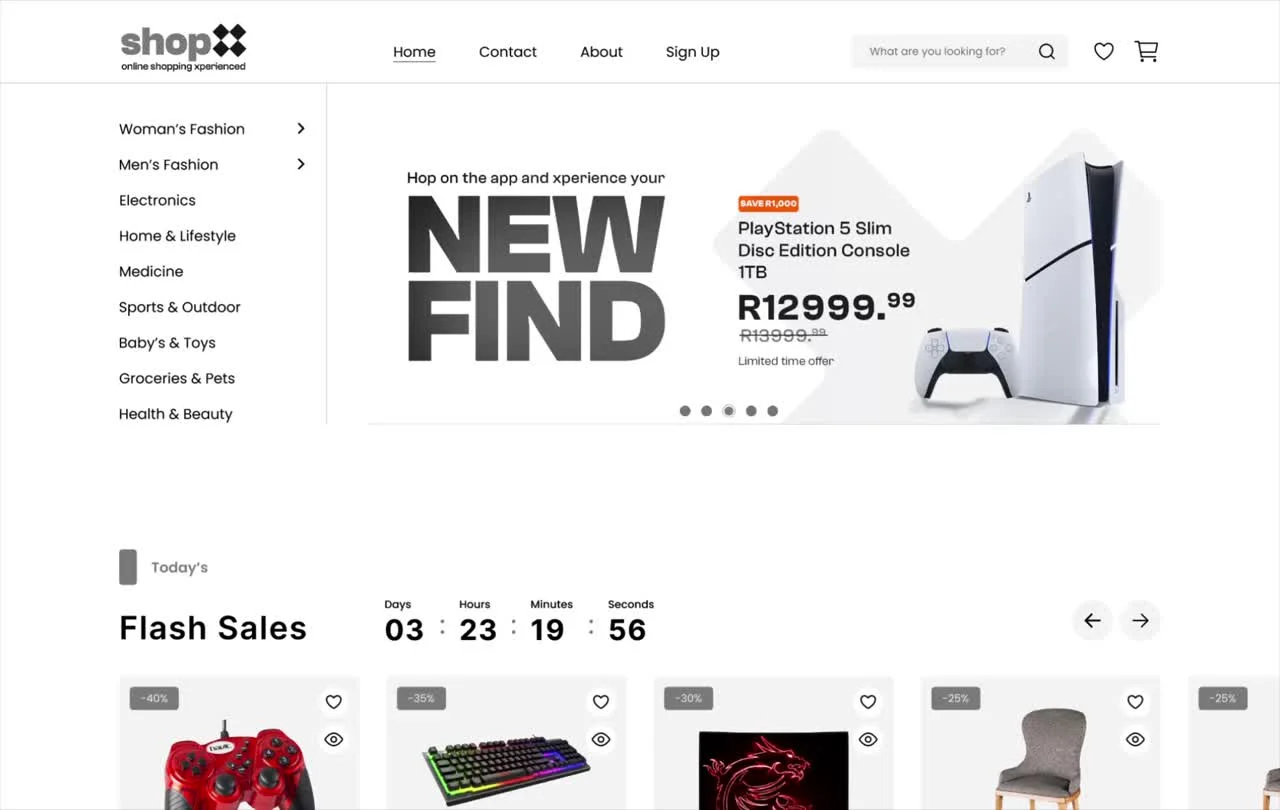 shop
online shopping xperienced
Home
Contact
About
Sign Up
What are you looking for?
Woman's Fashion
Men's Fashion
Electronics
Home & Lifestyle
Medicine
Sports & Outdoor
Baby's & Toys
Groceries & Pets
Health & Beauty
Hop on the app and xperience your
NEW
FIND
SAVE R1,000
PlayStation 5 Slim
Disc Edition Console
1TB
R12999.99
R13999.99
Limited time offer
Today's
Flash Sales
Days
Hours
Minutes
Seconds
03 : 23 : 19 : 56
-40%
-35%
-30%
-25%
-25%
havit